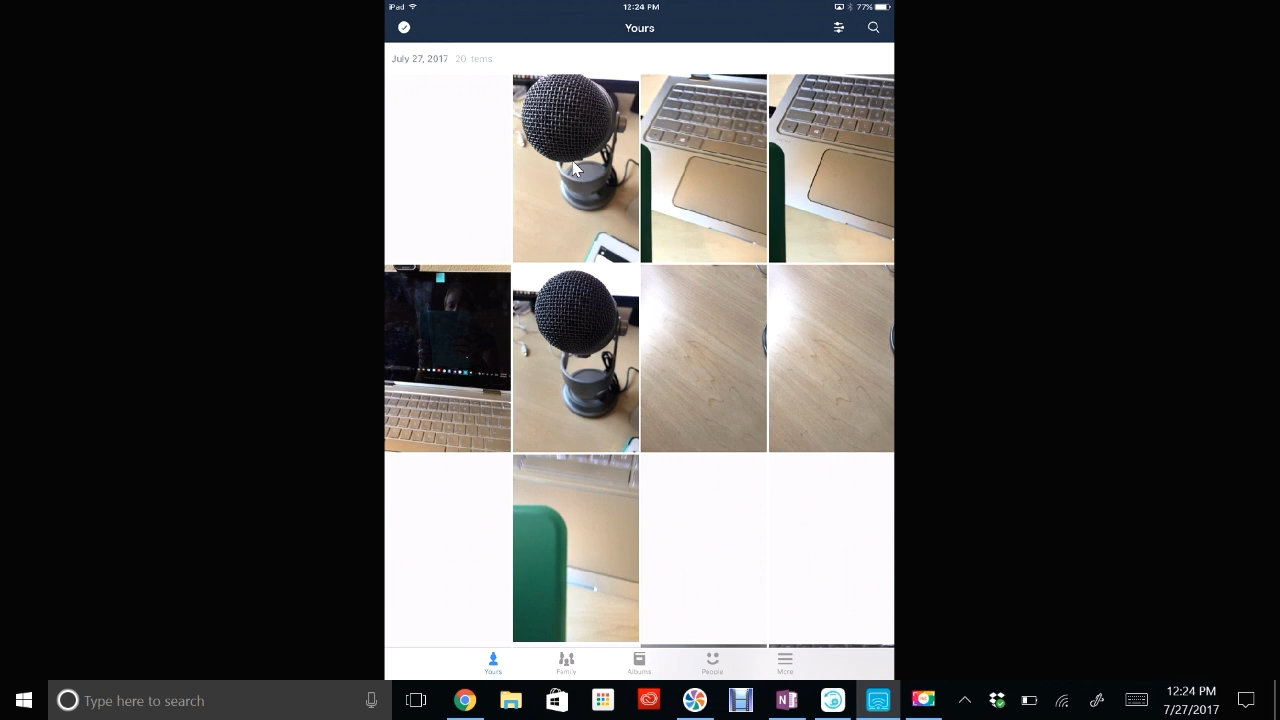 iPad 12:24 PM 77%
Yours
July 27, 2017 20 items
Yours Family Albums People More
Type here to search
12:24 PM
7/27/2017